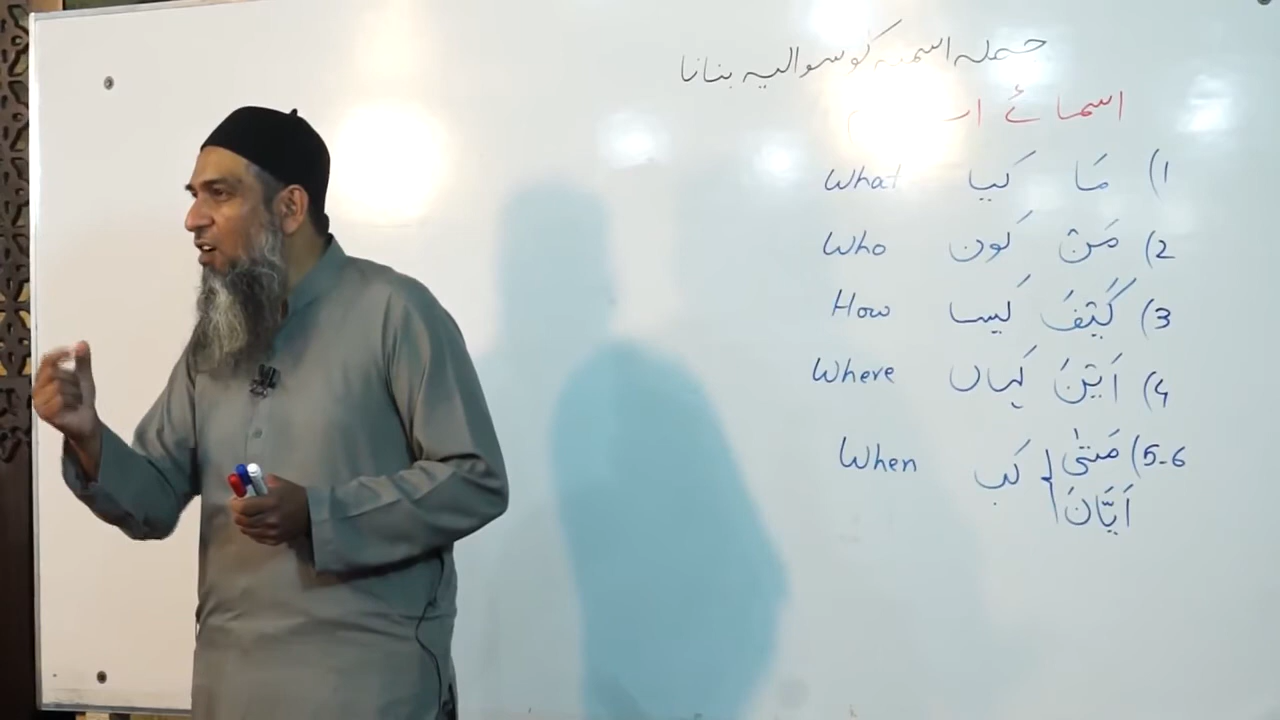 جملہ اسمیہ کو سوالیہ بنانا
اسمائے
1) مَا کیا What
2) مَنْ کون Who
3) كَيْفَ کیسا How
4) اَيْنَ کہاں Where
5-6) مَتٰى کب When
اَيَّانَ